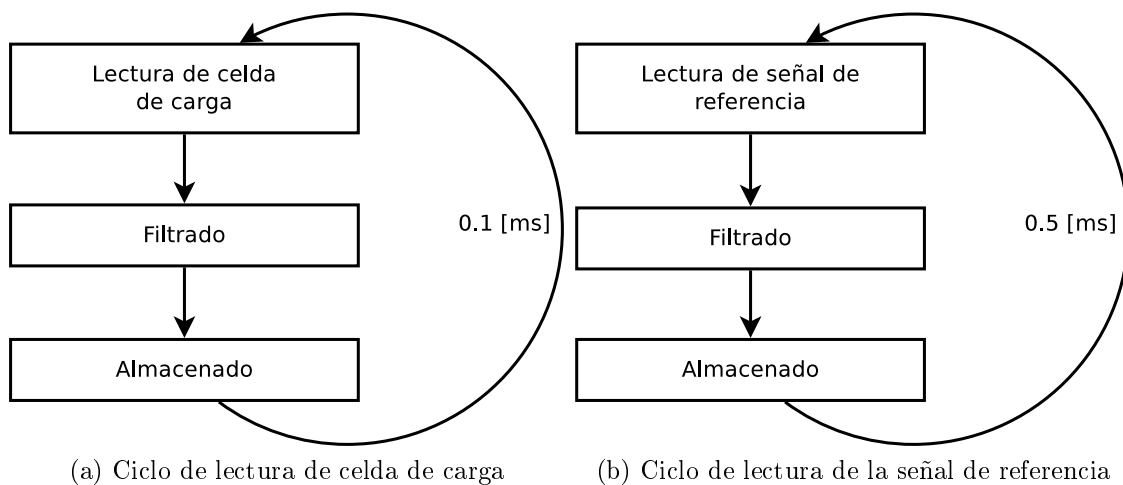 Lectura de celda
de carga
Filtrado
0.1 [ms]
Almacenado
(a) Ciclo de lectura de celda de carga
Lectura de señal de
referencia
Filtrado
0.5 [ms]
Almacenado
(b) Ciclo de lectura de la señal de referencia